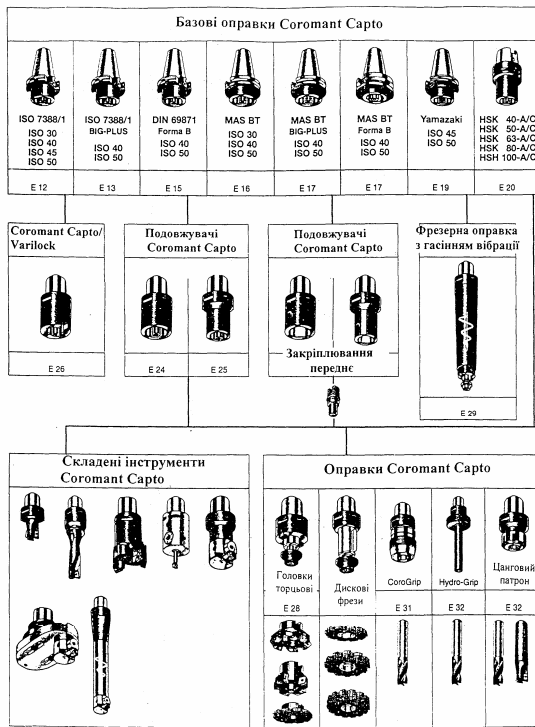 Базові оправки Coromant Capto
ISO 7388/1
ISO 30
ISO 40
ISO 45
ISO 50
E 12
ISO 7388/1
BIG-PLUS
ISO 40
ISO 50
E 13
DIN 69871
Forma B
ISO 40
ISO 50
E 15
MAS BT
ISO 30
ISO 40
ISO 50
E 16
MAS BT
BIG-PLUS
ISO 40
ISO 50
E 17
MAS BT
Forma B
ISO 40
ISO 50
E 17
Yamazaki
ISO 45
ISO 50
E 19
HSK 40-A/C
HSK 50-A/C
HSK 63-A/C
HSK 80-A/C
HSH 100-A/C
E 20
Coromant Capto/
Varilock
E 26
Подовжувачі
Coromant Capto
E 24
E 25
Подовжувачі
Coromant Capto
Закріплювання
переднє
Фрезерна оправка
з гасінням вібрації
E 29
Складені інструменти
Coromant Capto
Оправки Coromant Capto
Головки
торцьові
E 28
Дискові
фрези
CoroGrip
E 31
Hydro-Grip
E 32
Цанговий
патрон
E 32